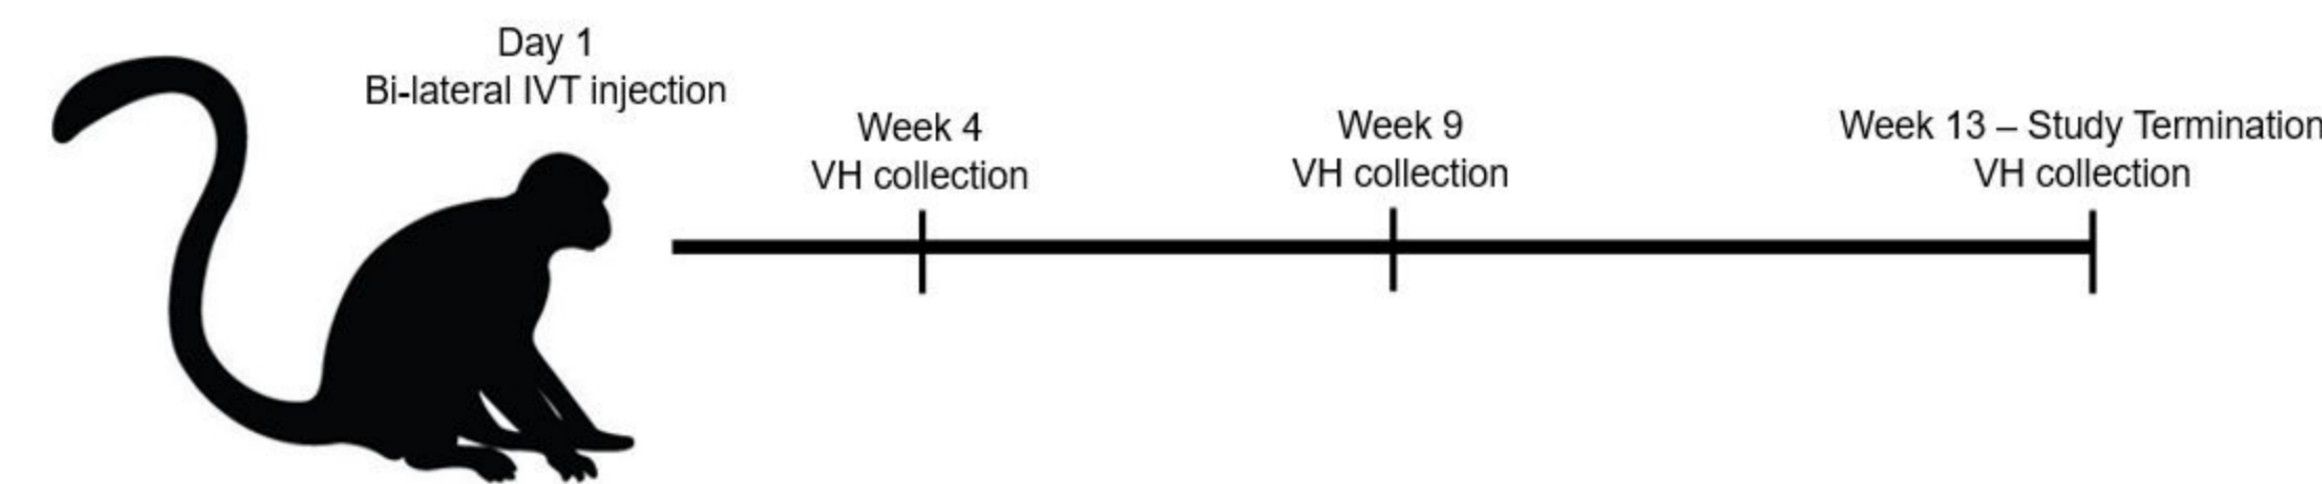 Day 1
Bi-lateral IVT injection
Week 4
VH collection
Week 9
VH collection
Week 13 – Study Termination
VH collection